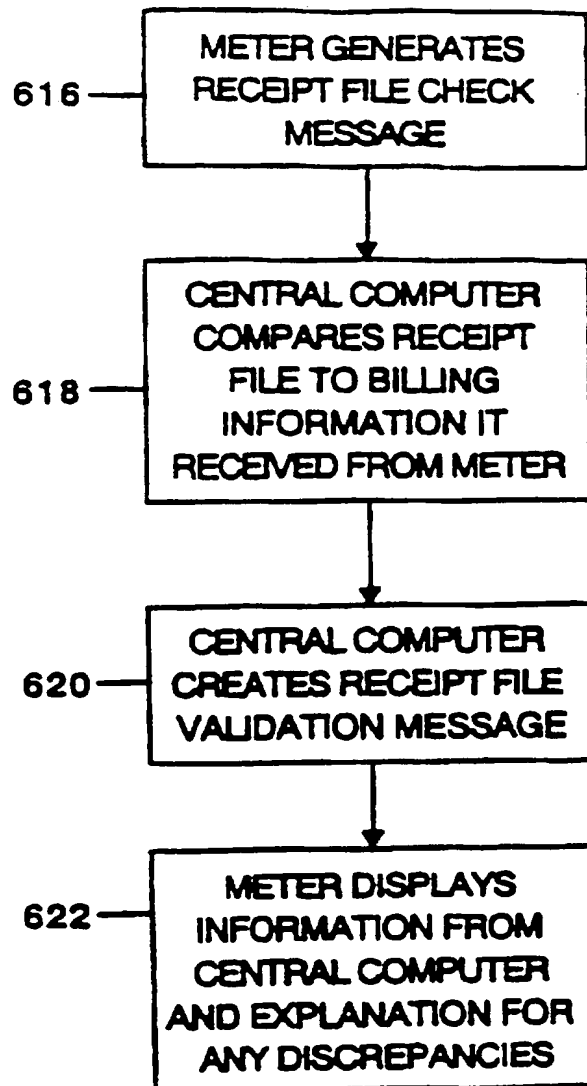 616
METER GENERATES
RECEIPT FILE CHECK
MESSAGE
618
CENTRAL COMPUTER
COMPARES RECEIPT
FILE TO BILLING
INFORMATION IT
RECEIVED FROM METER
620
CENTRAL COMPUTER
CREATES RECEIPT FILE
VALIDATION MESSAGE
622
METER DISPLAYS
INFORMATION FROM
CENTRAL COMPUTER
AND EXPLANATION FOR
ANY DISCREPANCIES